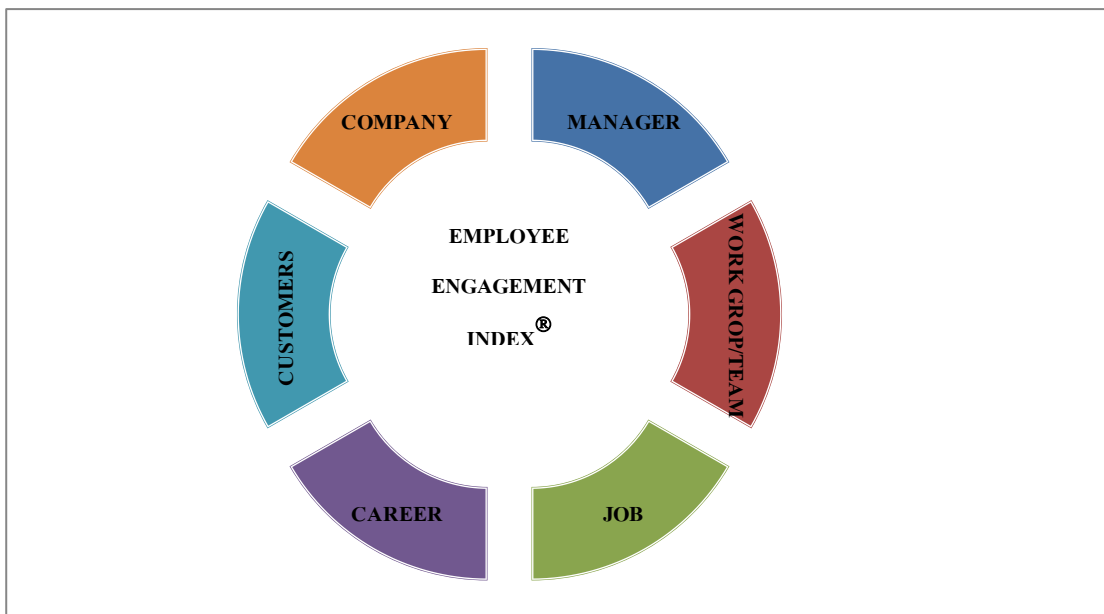 COMPANY
MANAGER
EMPLOYEE
ENGAGEMENT
INDEX®
CUSTOMERS
WORK GROP/TEAM
CAREER
JOB